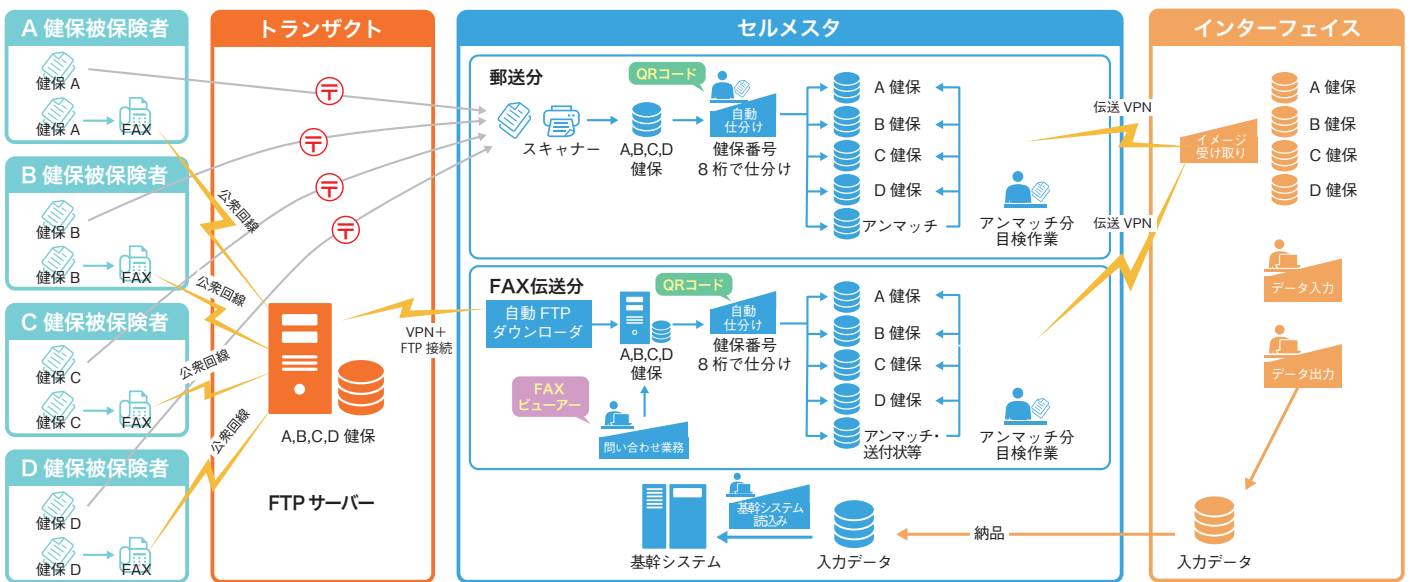 A 健保被保険者
健保 A
健保 A
FAX
B 健保被保険者
健保 B
健保 B
FAX
C 健保被保険者
健保 C
健保 C
FAX
D 健保被保険者
健保 D
健保 D
FAX
トランザクト
〒
〒
〒
〒
公衆回線
公衆回線
公衆回線
公衆回線
A,B,C,D 健保
FTP サーバー
VPN＋
FTP 接続
セルメスタ
郵送分
スキャナー
A,B,C,D
健保
QRコード
自動
仕分け
健保番号
8 桁で仕分け
A 健保
B 健保
C 健保
D 健保
アンマッチ
アンマッチ分
目検作業
FAX伝送分
自動 FTP
ダウンローダ
A,B,C,D
健保
QRコード
自動
仕分け
健保番号
8 桁で仕分け
FAX
ビューアー
問い合わせ業務
A 健保
B 健保
C 健保
D 健保
アンマッチ・
送付状等
アンマッチ分
目検作業
基幹システム
基幹システム
読込み
入力データ
納品
伝送 VPN
伝送 VPN
インターフェイス
イメージ
受け取り
A 健保
B 健保
C 健保
D 健保
データ入力
データ出力
入力データ